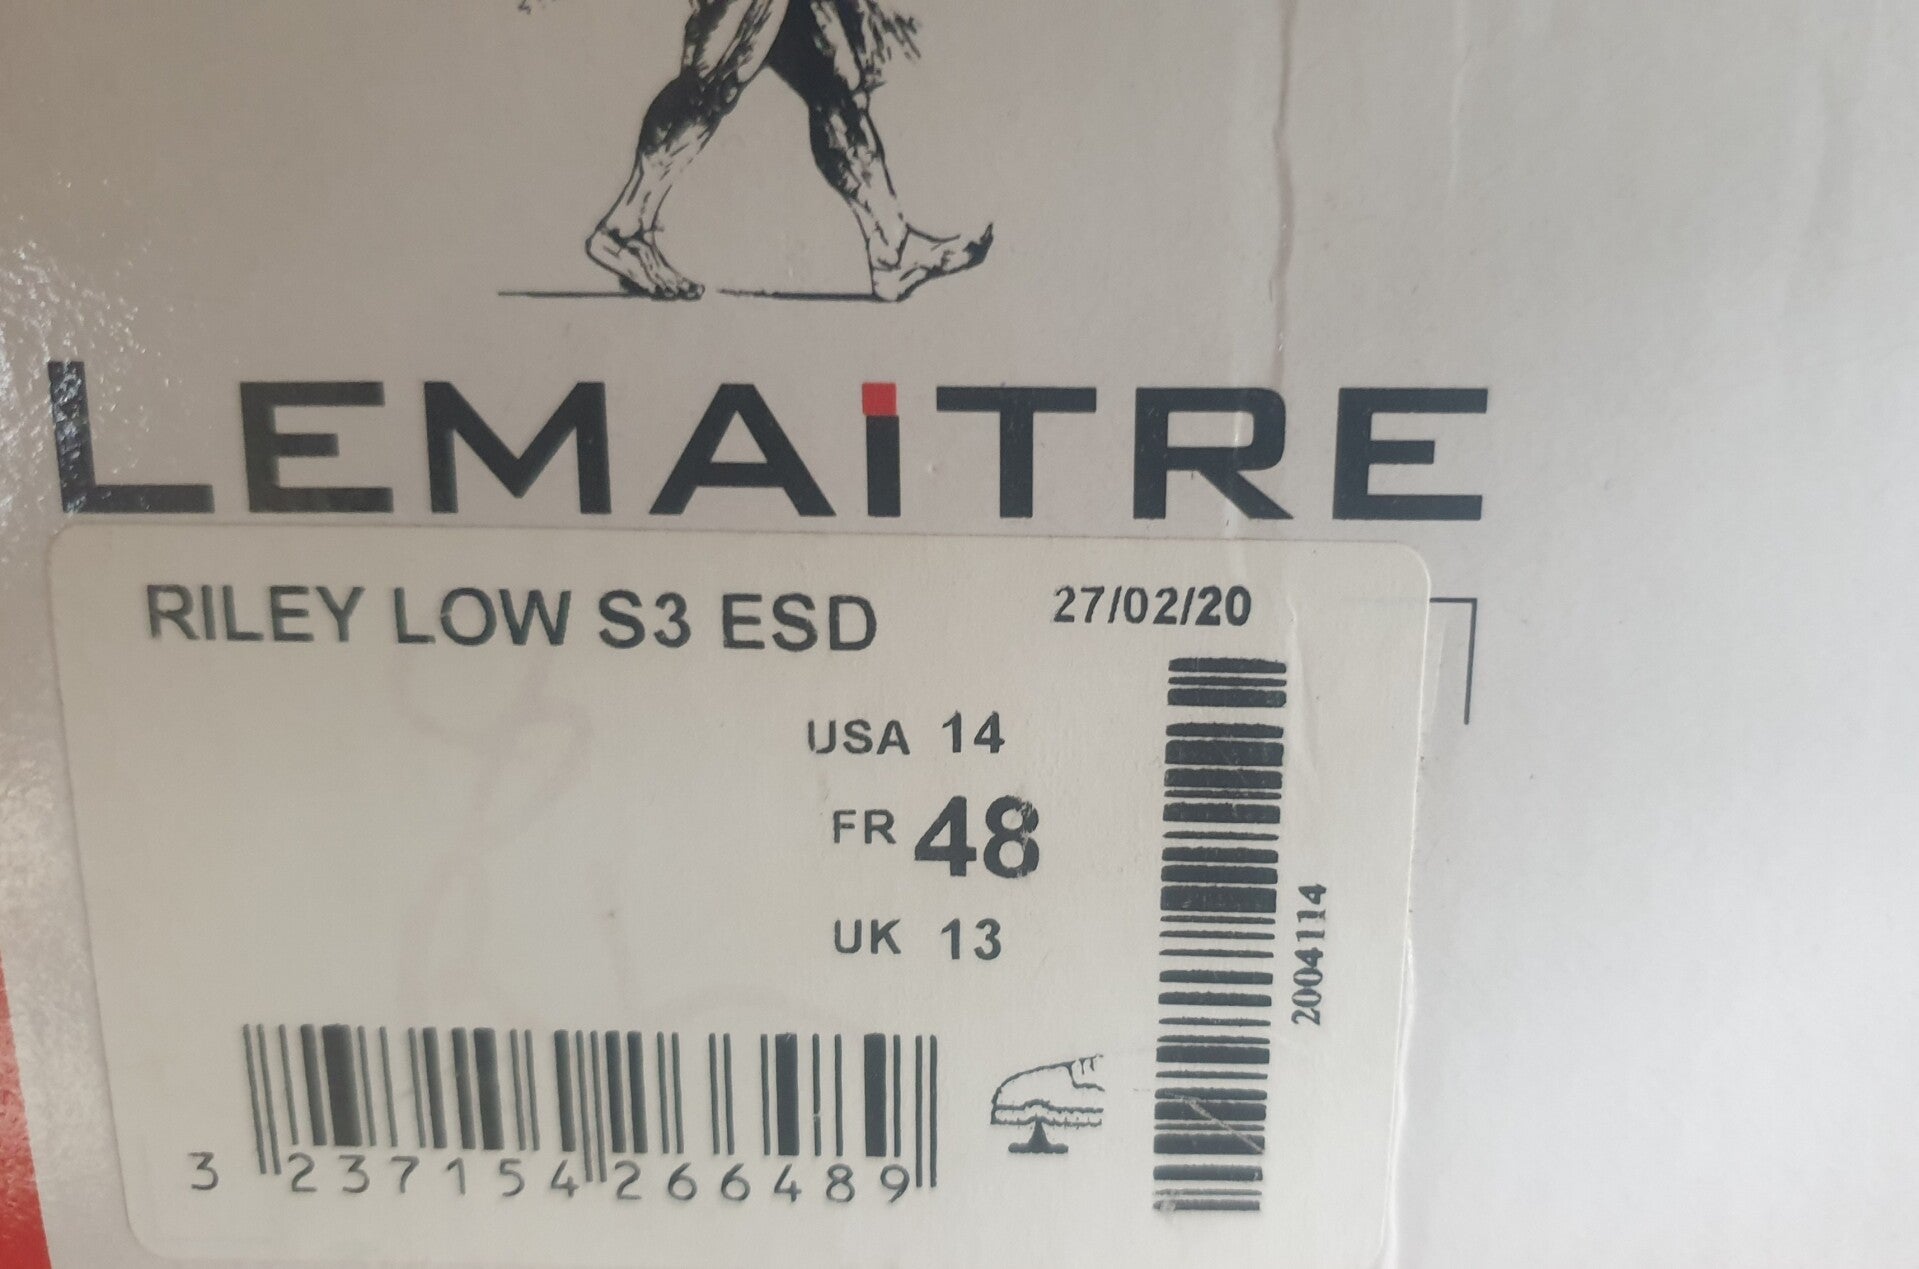 LEMAiTRE
RILEY LOW S3 ESD
27/02/20
USA 14
FR 48
UK 13
2004114
3 237154 266489